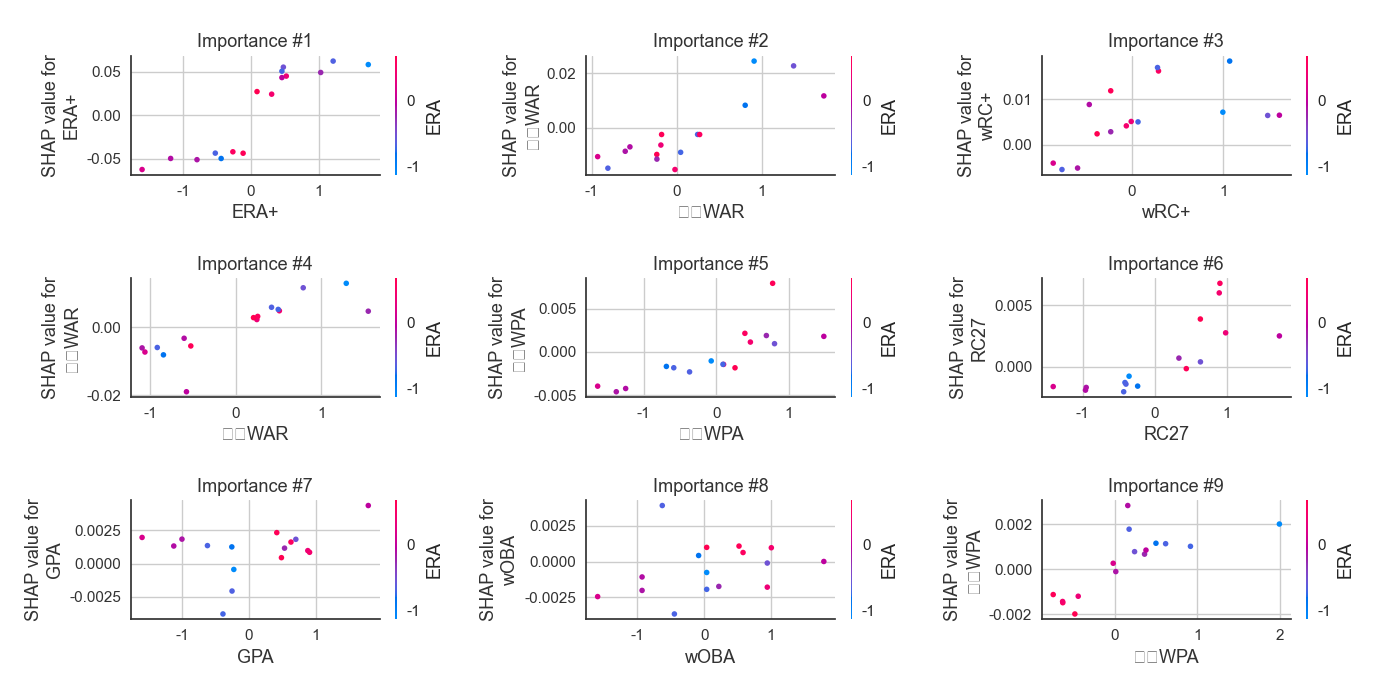 Importance #1
SHAP value for
ERA+
0.05
0.00
-0.05
-1
0
1
ERA+
0
-1
ERA
Importance #2
SHAP value for
□□WAR
0.02
0.00
-1
0
1
□□WAR
0
-1
ERA
Importance #3
SHAP value for
wRC+
0.01
0.00
0
1
wRC+
0
-1
ERA
Importance #4
SHAP value for
□□WAR
0.00
-0.02
-1
0
1
□□WAR
0
-1
ERA
Importance #5
SHAP value for
□□WPA
0.005
0.000
-0.005
-1
0
1
□□WPA
0
-1
ERA
Importance #6
SHAP value for
RC27
0.005
0.000
-1
0
1
RC27
0
-1
ERA
Importance #7
SHAP value for
GPA
0.0025
0.0000
-0.0025
-1
0
1
GPA
0
-1
ERA
Importance #8
SHAP value for
wOBA
0.0025
0.0000
-0.0025
-1
0
1
wOBA
0
-1
ERA
Importance #9
SHAP value for
□□WPA
0.002
0.000
-0.002
0
1
2
□□WPA
0
-1
ERA